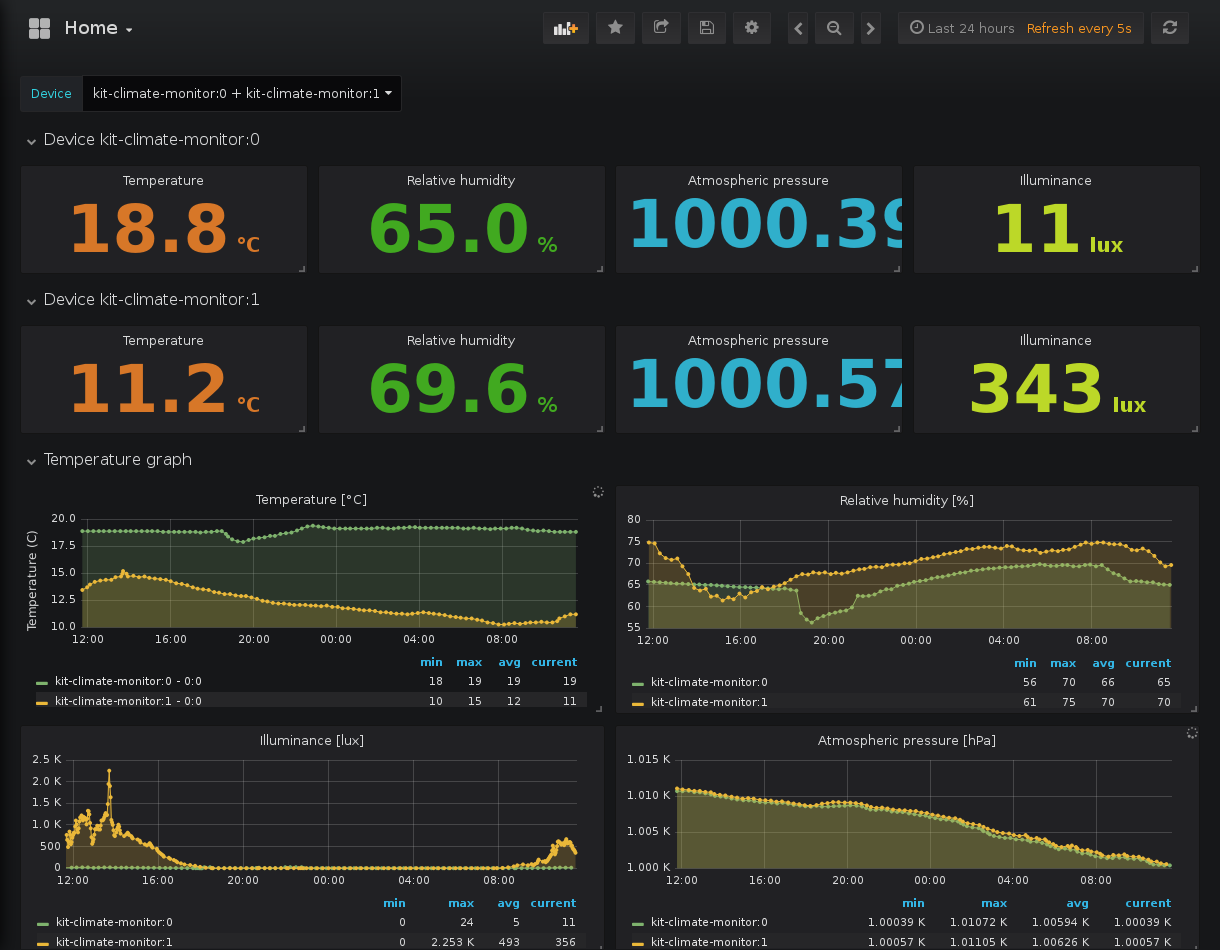 Home
Last 24 hours Refresh every 5s
Device kit-climate-monitor:0 + kit-climate-monitor:1
Device kit-climate-monitor:0
Temperature Relative humidity Atmospheric pressure Illuminance
18.8 °C 65.0 % 1000.39 11 lux
Device kit-climate-monitor:1
Temperature Relative humidity Atmospheric pressure Illuminance
11.2 °C 69.6 % 1000.57 343 lux
Temperature graph
Temperature [°C]
Temperature (C)
20.0
17.5
15.0
12.5
10.0
12:00 16:00 20:00 00:00 04:00 08:00
min max avg current
kit-climate-monitor:0 - 0:0 18 19 19 19
kit-climate-monitor:1 - 0:0 10 15 12 11
Relative humidity [%]
80
75
70
65
60
55
12:00 16:00 20:00 00:00 04:00 08:00
min max avg current
kit-climate-monitor:0 56 70 66 65
kit-climate-monitor:1 61 75 70 70
Illuminance [lux]
2.5 K
2.0 K
1.5 K
1.0 K
500
0
12:00 16:00 20:00 00:00 04:00 08:00
min max avg current
kit-climate-monitor:0 0 24 5 11
kit-climate-monitor:1 0 2.253 K 493 356
Atmospheric pressure [hPa]
1.015 K
1.010 K
1.005 K
1.000 K
12:00 16:00 20:00 00:00 04:00 08:00
min max avg current
kit-climate-monitor:0 1.00039 K 1.01072 K 1.00594 K 1.00039 K
kit-climate-monitor:1 1.00057 K 1.01105 K 1.00626 K 1.00057 K